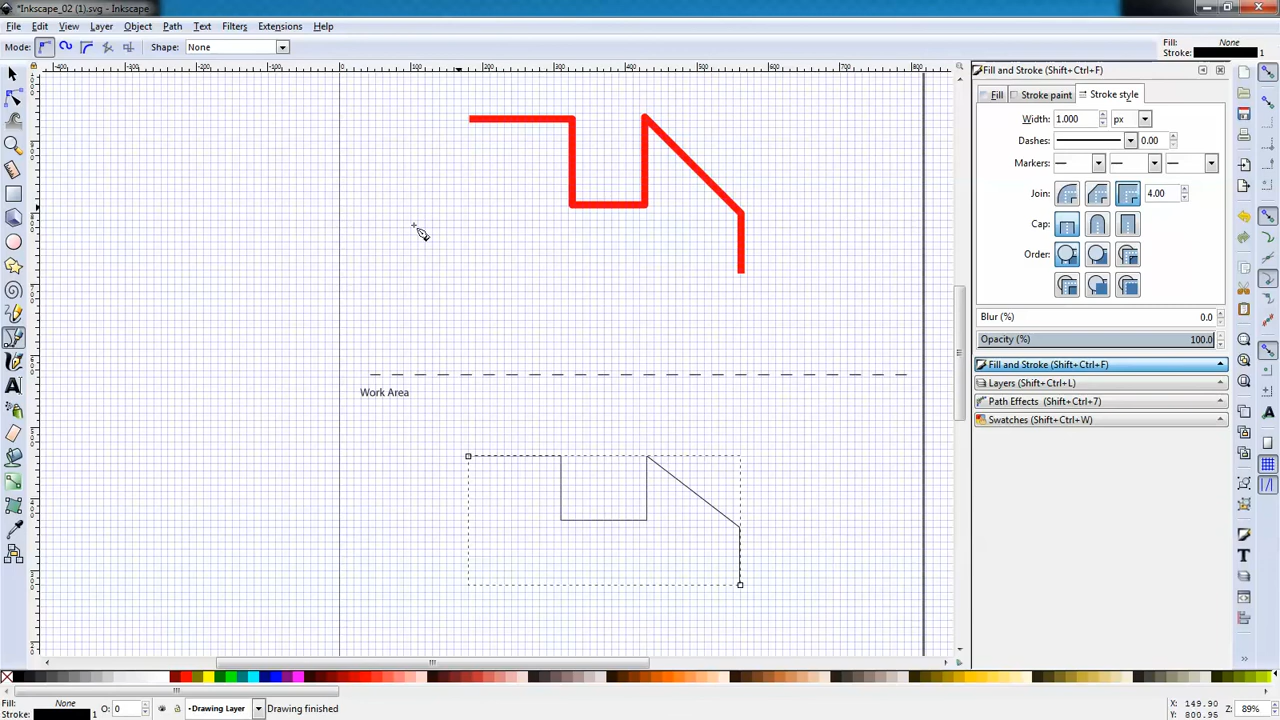 *Inkscape_02 (1).svg - Inkscape
File Edit View Layer Object Path Text Filters Extensions Help
Mode: Shape: None
Fill: None
Stroke: 1
Fill and Stroke (Shift+Ctrl+F)
Fill Stroke paint Stroke style
Width: 1.000 px
Dashes: 0.00
Markers:
Join: 4.00
Cap:
Order:
Blur (%) 0.0
Opacity (%) 100.0
Fill and Stroke (Shift+Ctrl+F)
Layers (Shift+Ctrl+L)
Path Effects (Shift+Ctrl+7)
Swatches (Shift+Ctrl+W)
Work Area
Fill: None
Stroke: 1
O: 0
Drawing Layer
Drawing finished
X: 149.90
Y: 800.95
Z: 89%